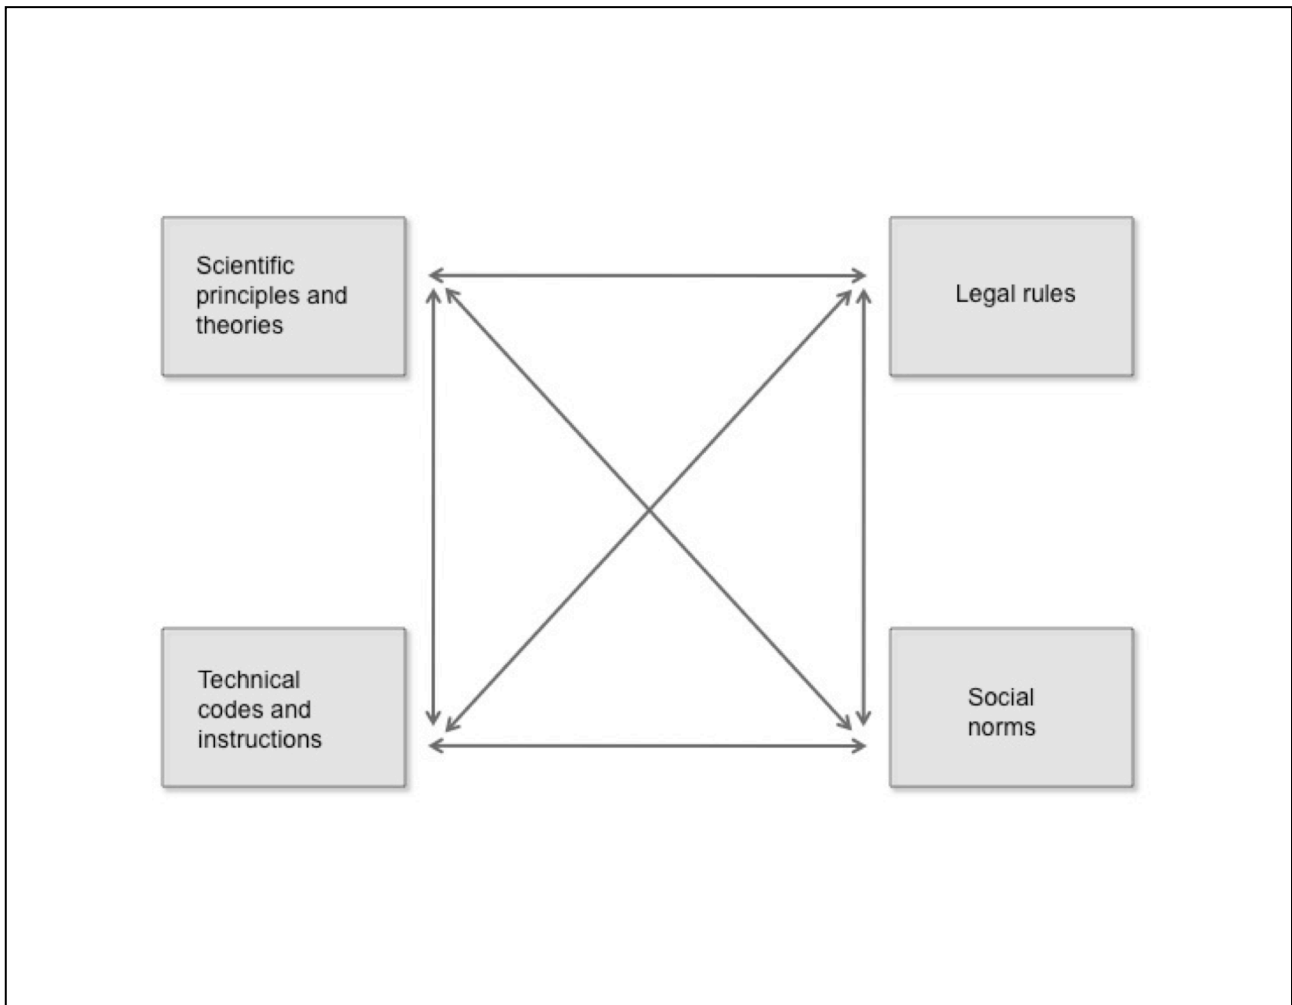 Scientific
principles and
theories
Legal rules
Technical
codes and
instructions
Social
norms